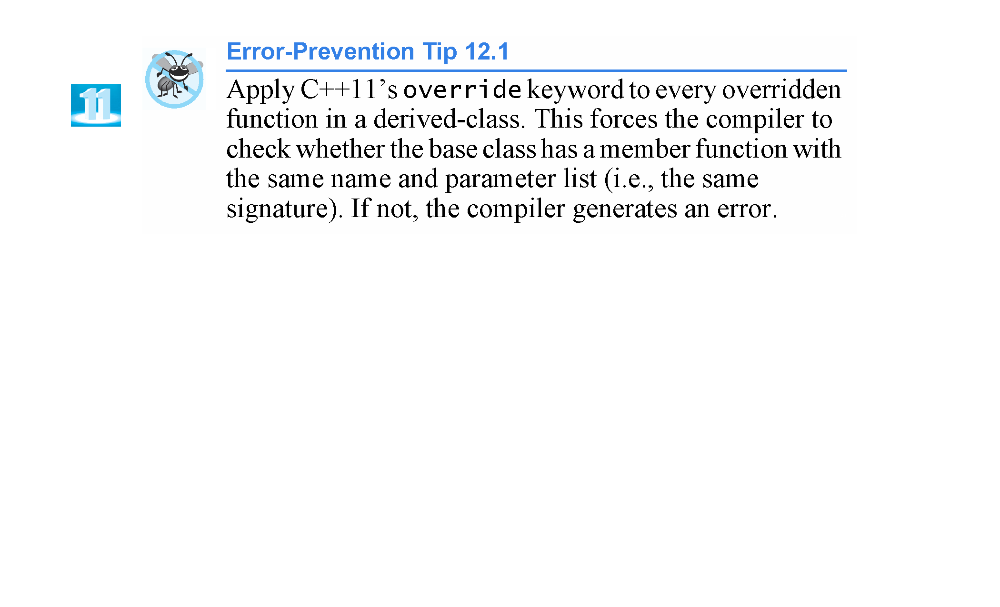 Error-Prevention Tip 12.1
11
Apply C++11’s override keyword to every overridden
function in a derived-class. This forces the compiler to
check whether the base class has a member function with
the same name and parameter list (i.e., the same
signature). If not, the compiler generates an error.